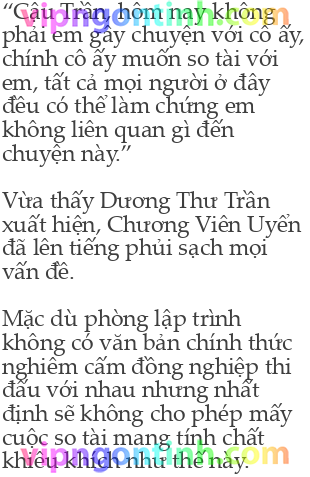 “Cậu Trần, hôm nay không
phải em gây chuyện với cô ấy,
chính cô ấy muốn so tài với
em, tất cả mọi người ở đây
đều có thể làm chứng em
không liên quan gì đến
chuyện này.”
Vừa thấy Dương Thư Trần
xuất hiện, Chương Viên Uyển
đã lên tiếng phủi sạch mọi
vấn đề.
Mặc dù phòng lập trình
không có văn bản chính thức
nghiêm cấm đồng nghiệp thi
đấu với nhau nhưng nhất
định sẽ không cho phép mấy
cuộc so tài mang tính chất
khiêu khích như thế này.
vipngontinh.com
vipngontinh.com